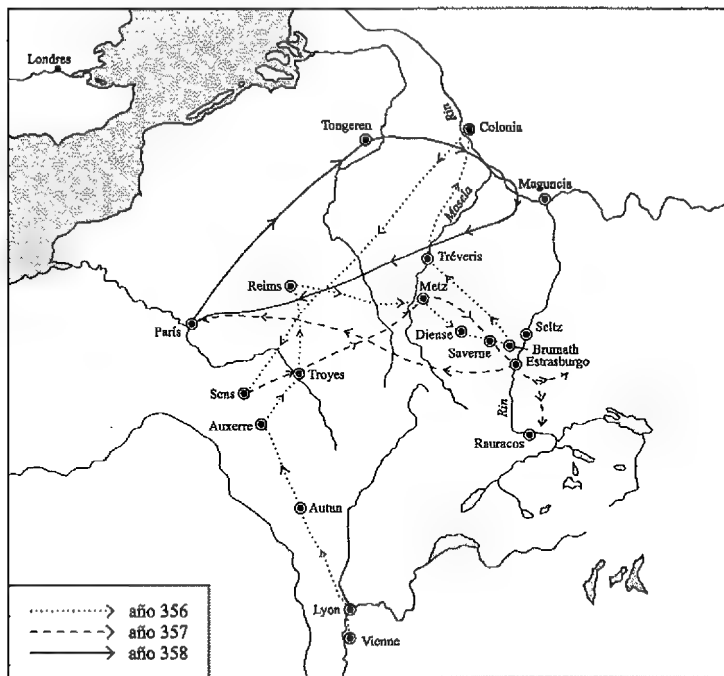 Londres
Rin
Colonia
Tongeren
Maguncia
Mosela
Tréveris
Reims
Metz
París
Diense
Seltz
Saverne
Brumath
Estrasburgo
Troyes
Sens
Auxerre
Rin
Rauracos
Autun
año 356
año 357
año 358
Lyon
Vienne